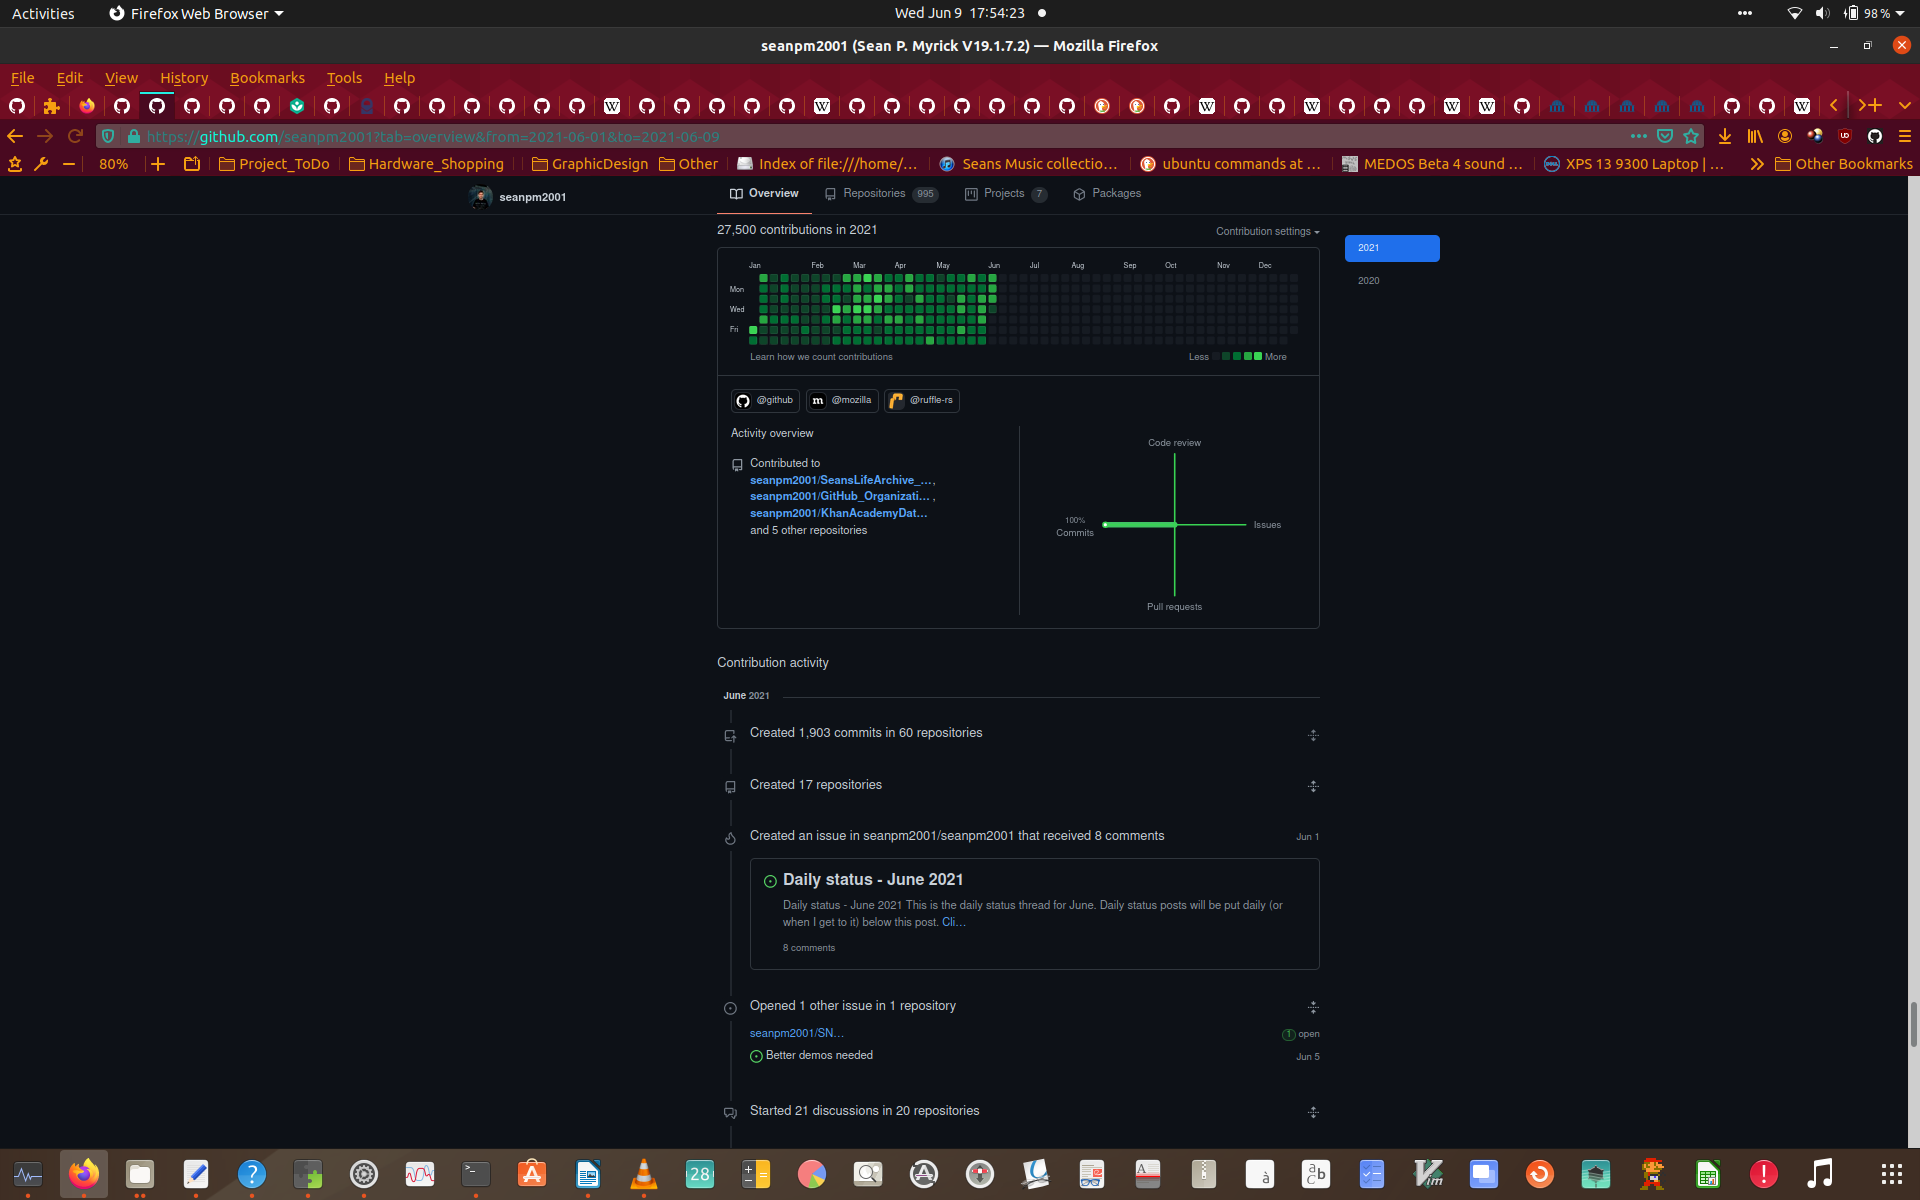 Activities
Firefox Web Browser
Wed Jun 9 17:54:23
98 %
seanpm2001 (Sean P. Myrick V19.1.7.2) — Mozilla Firefox
File Edit View History Bookmarks Tools Help
https://github.com/seanpm2001?tab=overview&from=2021-06-01&to=2021-06-09
80%
Project_ToDo
Hardware_Shopping
GraphicDesign
Other
Index of file:///home/…
Seans Music collectio…
ubuntu commands at …
MEDOS Beta 4 sound …
XPS 13 9300 Laptop | …
Other Bookmarks
seanpm2001
Overview
Repositories 995
Projects 7
Packages
27,500 contributions in 2021
Contribution settings
2021
2020
Jan Feb Mar Apr May Jun Jul Aug Sep Oct Nov Dec
Mon
Wed
Fri
Learn how we count contributions
Less More
@github
@mozilla
@ruffle-rs
Activity overview
Contributed to
seanpm2001/SeansLifeArchive_…,
seanpm2001/GitHub_Organizati… ,
seanpm2001/KhanAcademyDat…
and 5 other repositories
Code review
100%
Commits
Issues
Pull requests
Contribution activity
June 2021
Created 1,903 commits in 60 repositories
Created 17 repositories
Created an issue in seanpm2001/seanpm2001 that received 8 comments
Jun 1
Daily status - June 2021
Daily status - June 2021 This is the daily status thread for June. Daily status posts will be put daily (or
when I get to it) below this post. Cli…
8 comments
Opened 1 other issue in 1 repository
seanpm2001/SN…
1 open
Better demos needed
Jun 5
Started 21 discussions in 20 repositories
28